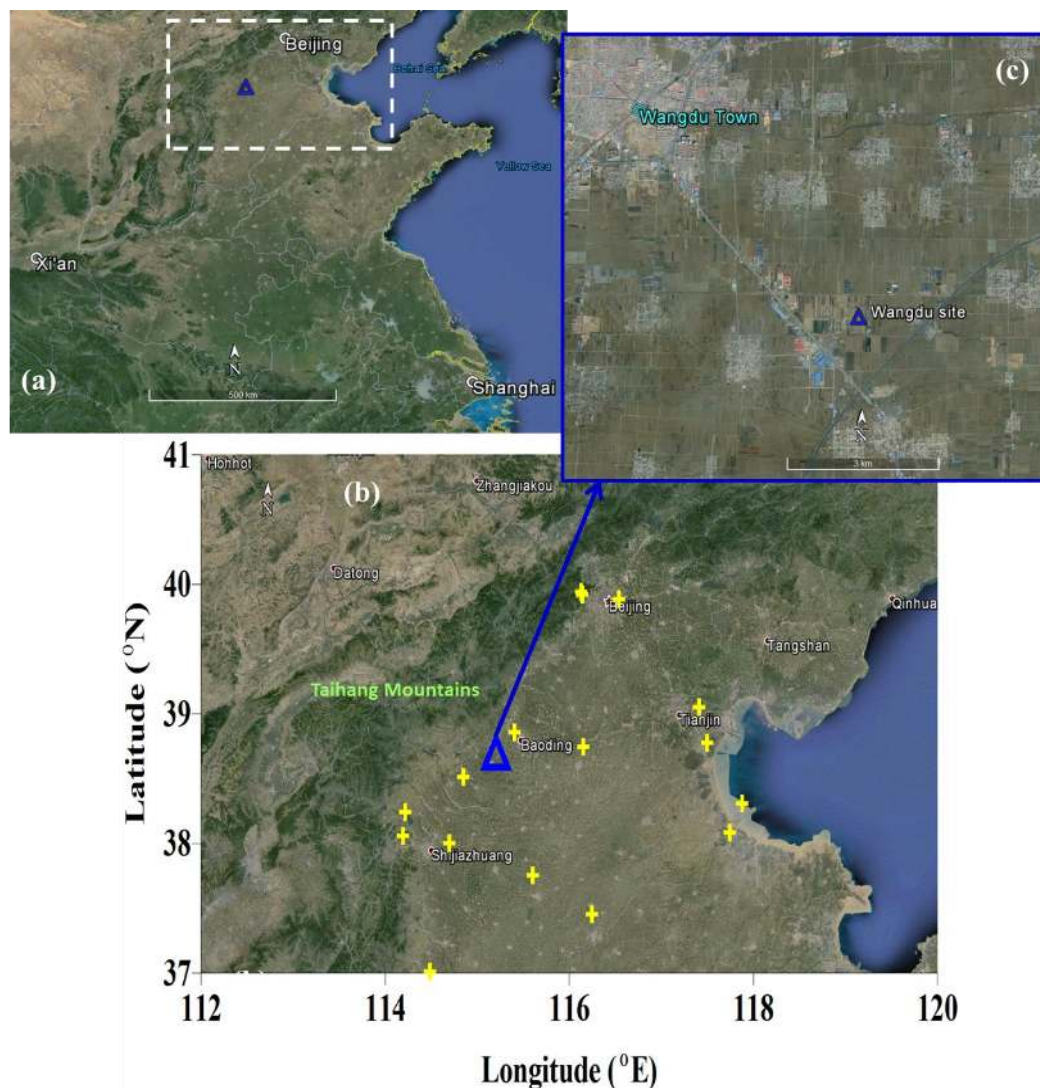 Beijing
Bohai Sea
Yellow Sea
Xi'an
N
(a)
500 km
Shanghai
(c)
Wangdu Town
Wangdu site
N
3 km
41
40
39
38
37
Latitude (°N)
Hohhot
(b)
N
Zhangjiakou
Datong
Beijing
Qinhua
Tangshan
Taihang Mountains
Tianjin
Baoding
Shijiazhuang
112
114
116
118
120
Longitude (°E)